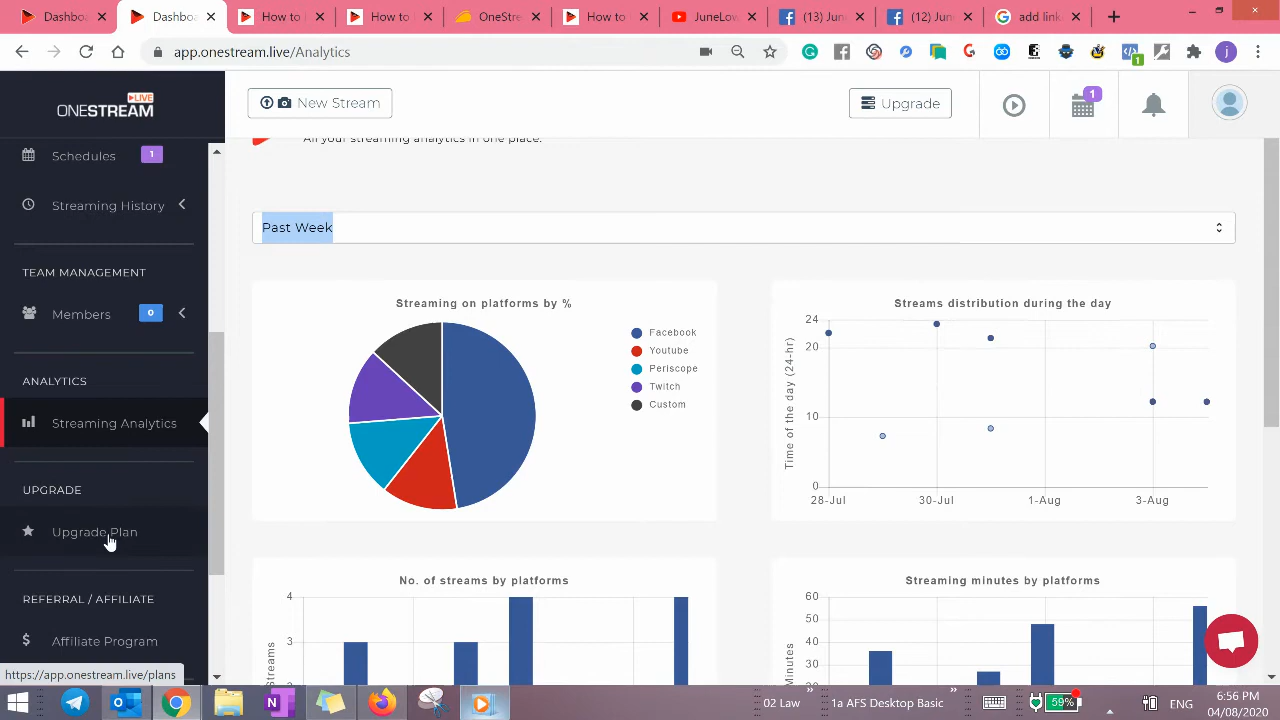 Dashbo
Dashbo
How to
How to
OneStre
How to
JuneLov
(13) Jun
(12) Jun
add link
app.onestream.live/Analytics
1
j
LIVE
ONESTREAM
New Stream
Upgrade
1
All your streaming analytics in one place.
Schedules 1
Streaming History
TEAM MANAGEMENT
Members 0
ANALYTICS
Streaming Analytics
UPGRADE
Upgrade Plan
REFERRAL / AFFILIATE
Affiliate Program
https://app.onestream.live/plans
Past Week
Streaming on platforms by %
Facebook
Youtube
Periscope
Twitch
Custom
Streams distribution during the day
Time of the day (24-hr)
24
20
10
0
28-Jul 30-Jul 1-Aug 3-Aug
No. of streams by platforms
4
3
Streams
Streaming minutes by platforms
60
50
40
30
Minutes
02 Law
1a AFS Desktop Basic
59%
ENG
6:56 PM
04/08/2020